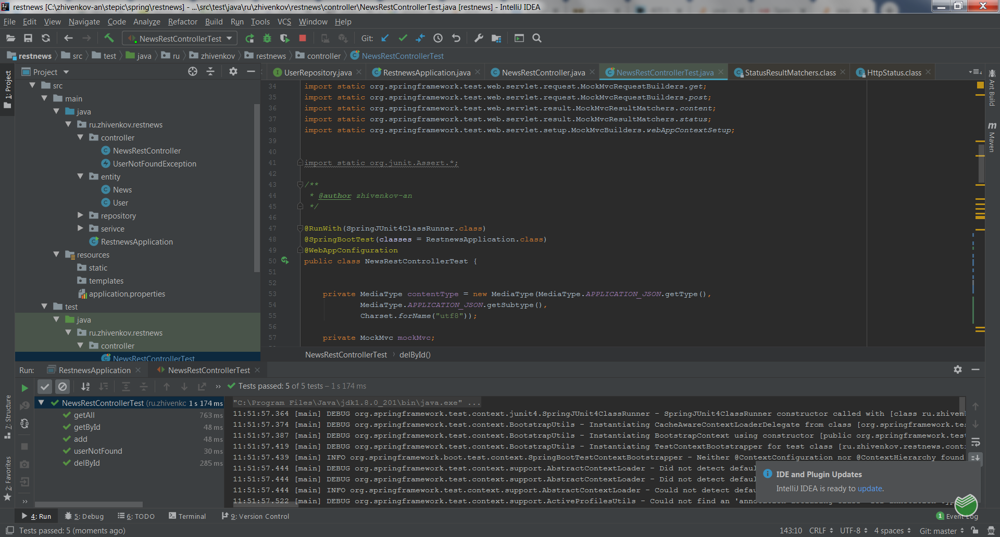 restnews [C:\zhivenkov-an\stepic\spring\restnews] - ...\src\test\java\ru\zhivenkov\restnews\controller\NewsRestControllerTest.java [restnews] - IntelliJ IDEA
File Edit View Navigate Code Analyze Refactor Build Run Tools VCS Window Help
NewsRestControllerTest Git:
restnews src test java ru zhivenkov restnews controller NewsRestControllerTest
1: Project
Project
UserRepository.java RestnewsApplication.java NewsRestController.java NewsRestControllerTest.java StatusResultMatchers.class HttpStatus.class
4
Ant Build
Maven
src
main
java
ru.zhivenkov.restnews
controller
NewsRestController
UserNotFoundException
entity
News
User
repository
serivce
RestnewsApplication
resources
static
templates
application.properties
test
java
ru.zhivenkov.restnews
controller
NewsRestControllerTest
34 import static org.springframework.test.web.servlet.request.MockMvcRequestBuilders.get;
35 import static org.springframework.test.web.servlet.request.MockMvcRequestBuilders.post;
36 import static org.springframework.test.web.servlet.result.MockMvcResultMatchers.content;
37 import static org.springframework.test.web.servlet.result.MockMvcResultMatchers.status;
38 import static org.springframework.test.web.servlet.setup.MockMvcBuilders.webAppContextSetup;
39
40
41 import static org.junit.Assert.*;
42
43 /**
44 * @author zhivenkov-an
45 */
46
47 @RunWith(SpringJUnit4ClassRunner.class)
48 @SpringBootTest(classes = RestnewsApplication.class)
49 @WebAppConfiguration
50 public class NewsRestControllerTest {
51
52
53 private MediaType contentType = new MediaType(MediaType.APPLICATION_JSON.getType(),
54 MediaType.APPLICATION_JSON.getSubtype(),
55 Charset.forName("utf8"));
56
57 private MockMvc mockMvc;
NewsRestControllerTest delById()
Run: RestnewsApplication NewsRestControllerTest
Tests passed: 5 of 5 tests – 1 s 174 ms
7: Structure
2: Favorites
NewsRestControllerTest (ru.zhivenkc 1 s 174 ms
getAll 763 ms
getById 48 ms
add 48 ms
userNotFound 30 ms
delById 285 ms
"C:\Program Files\Java\jdk1.8.0_201\bin\java.exe" ...
11:51:57.364 [main] DEBUG org.springframework.test.context.junit4.SpringJUnit4ClassRunner - SpringJUnit4ClassRunner constructor called with [class ru.zhiven
11:51:57.374 [main] DEBUG org.springframework.test.context.BootstrapUtils - Instantiating CacheAwareContextLoaderDelegate from class [org.springframework.tes
11:51:57.387 [main] DEBUG org.springframework.test.context.BootstrapUtils - Instantiating BootstrapContext using constructor [public org.springframework.test
11:51:57.419 [main] DEBUG org.springframework.test.context.BootstrapUtils - Instantiating TestContextBootstrapper for test class [ru.zhivenkov.restnews.cont
11:51:57.439 [main] INFO org.springframework.boot.test.context.SpringBootTestContextBootstrapper - Neither @ContextConfiguration nor @ContextHierarchy found
11:51:57.444 [main] DEBUG org.springframework.test.context.support.AbstractContextLoader - Did not detect defau
11:51:57.444 [main] DEBUG org.springframework.test.context.support.AbstractContextLoader - Did not detect defau
11:51:57.444 [main] INFO org.springframework.test.context.support.AbstractContextLoader - Could not detect defau
11:51:57.522 [main] DEBUG org.springframework.test.context.support.ActiveProfilesUtils - Could not find an
IDE and Plugin Updates
IntelliJ IDEA is ready to update.
4: Run 5: Debug 6: TODO Terminal 9: Version Control
1 Event Log
Tests passed: 5 (moments ago) 143:10 CRLF UTF-8 4 spaces Git: master